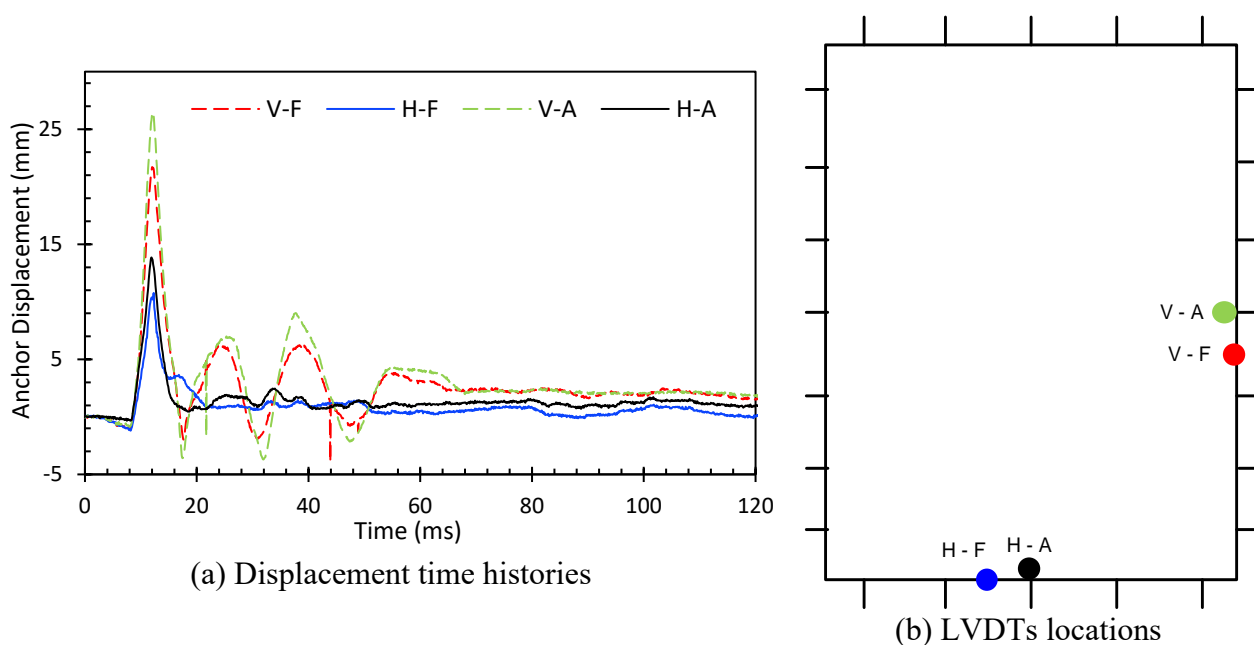 V-F H-F V-A H-A
25
15
5
-5
Anchor Displacement (mm)
0 20 40 60 80 100 120
Time (ms)
(a) Displacement time histories
V - A
V - F
H - F
H - A
(b) LVDTs locations